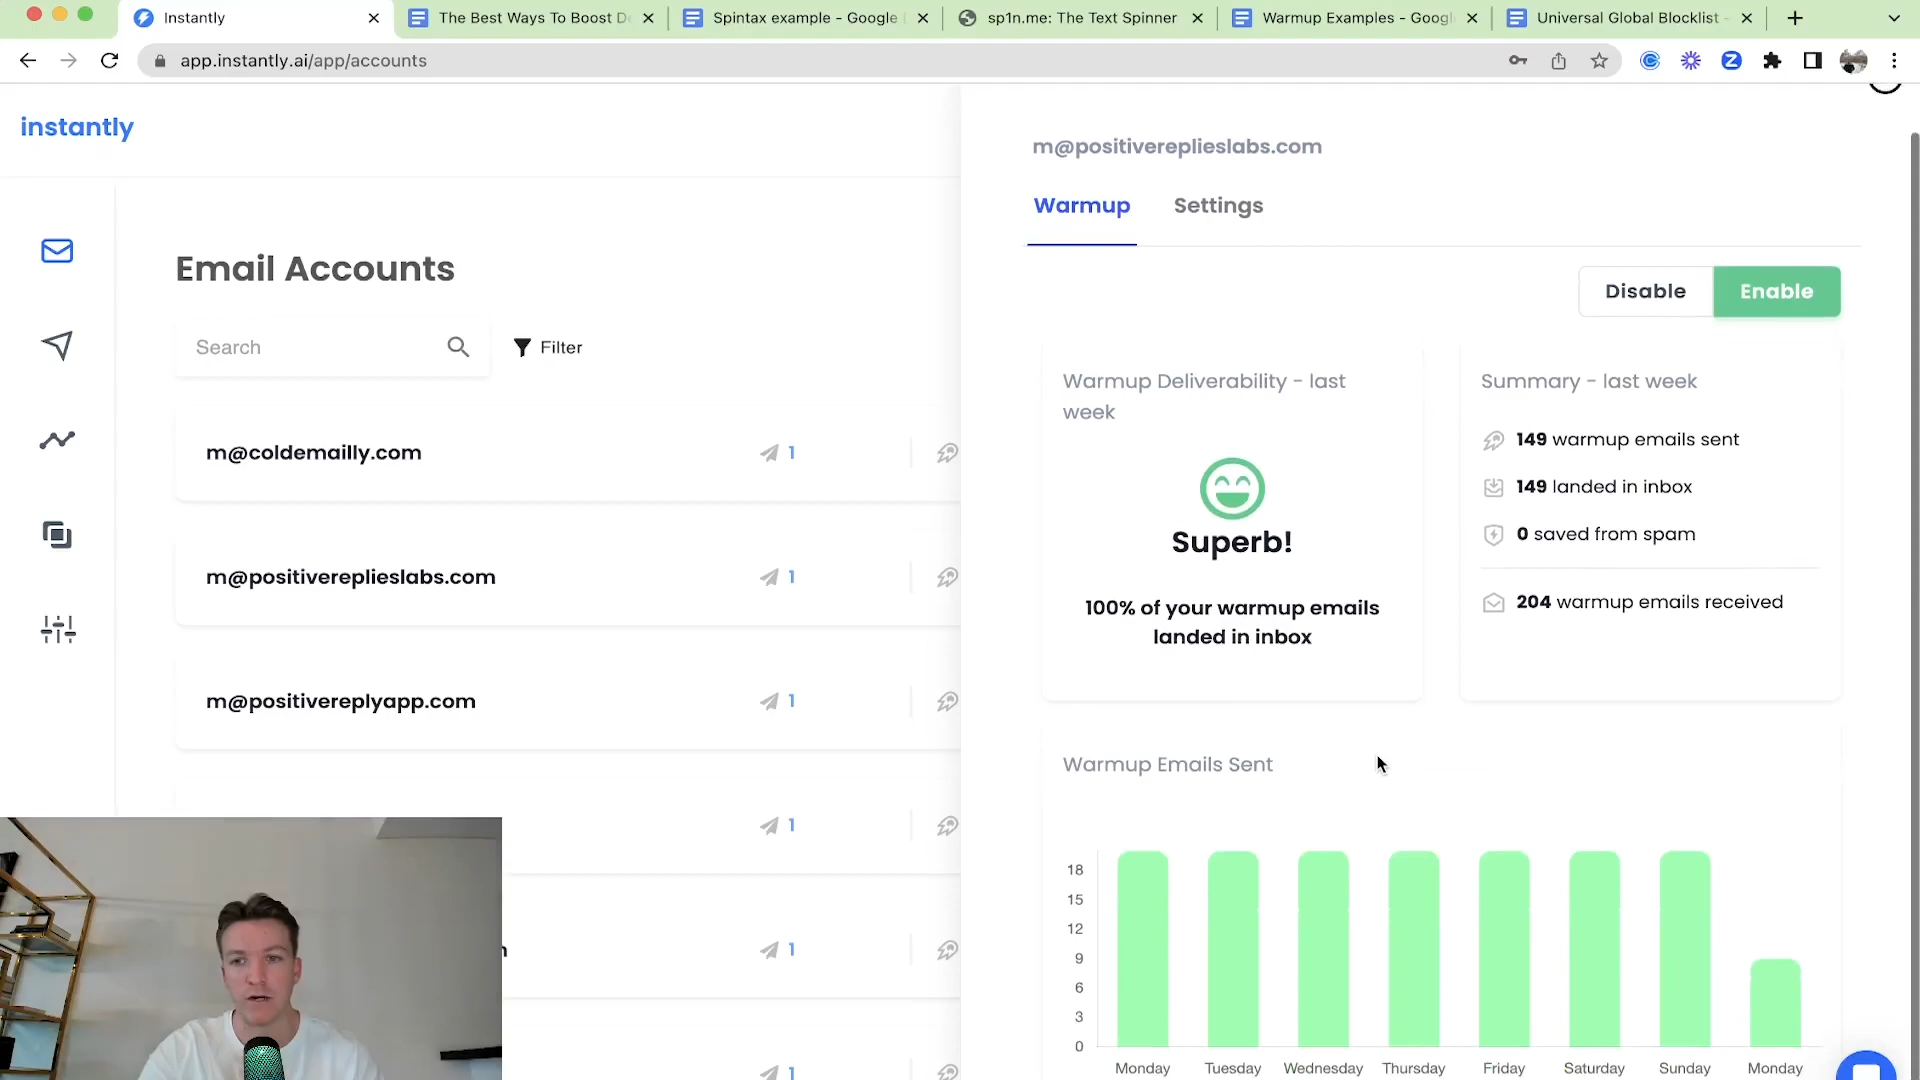 Instantly
The Best Ways To Boost D
Spintax example - Google
sp1n.me: The Text Spinner
Warmup Examples - Googl
Universal Global Blocklist -
app.instantly.ai/app/accounts
instantly
m@positivereplieslabs.com
Warmup
Settings
Email Accounts
Disable
Enable
Search
Filter
Warmup Deliverability - last
week
Superb!
100% of your warmup emails
landed in inbox
Summary - last week
149 warmup emails sent
149 landed in inbox
0 saved from spam
204 warmup emails received
m@coldemailly.com
1
m@positivereplieslabs.com
1
m@positivereplyapp.com
1
1
1
1
Warmup Emails Sent
18
15
12
9
6
3
0
Monday
Tuesday
Wednesday
Thursday
Friday
Saturday
Sunday
Monday